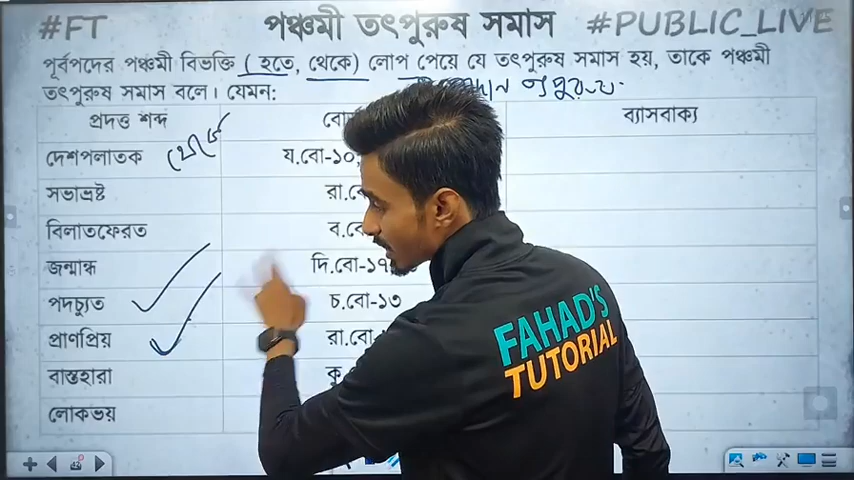 #FT পঞ্চমী তৎপুরুষ সমাস #PUBLIC_LIVE
পূর্বপদের পঞ্চমী বিভক্তি ( হতে, থেকে) লোপ পেয়ে যে তৎপুরুষ সমাস হয়, তাকে পঞ্চমী
তৎপুরুষ সমাস বলে। যেমন:
প্রদত্ত শব্দ ব্যাসবাক্য
দেশপলাতক য.বো-১০,
সভাভ্রষ্ট
বিলাতফেরত
জন্মান্ধ দি.বো-১৭
পদচ্যুত চ.বো-১৩
প্রাণপ্রিয়
বাস্তুহারা
লোকভয়
FAHAD'S
TUTORIAL